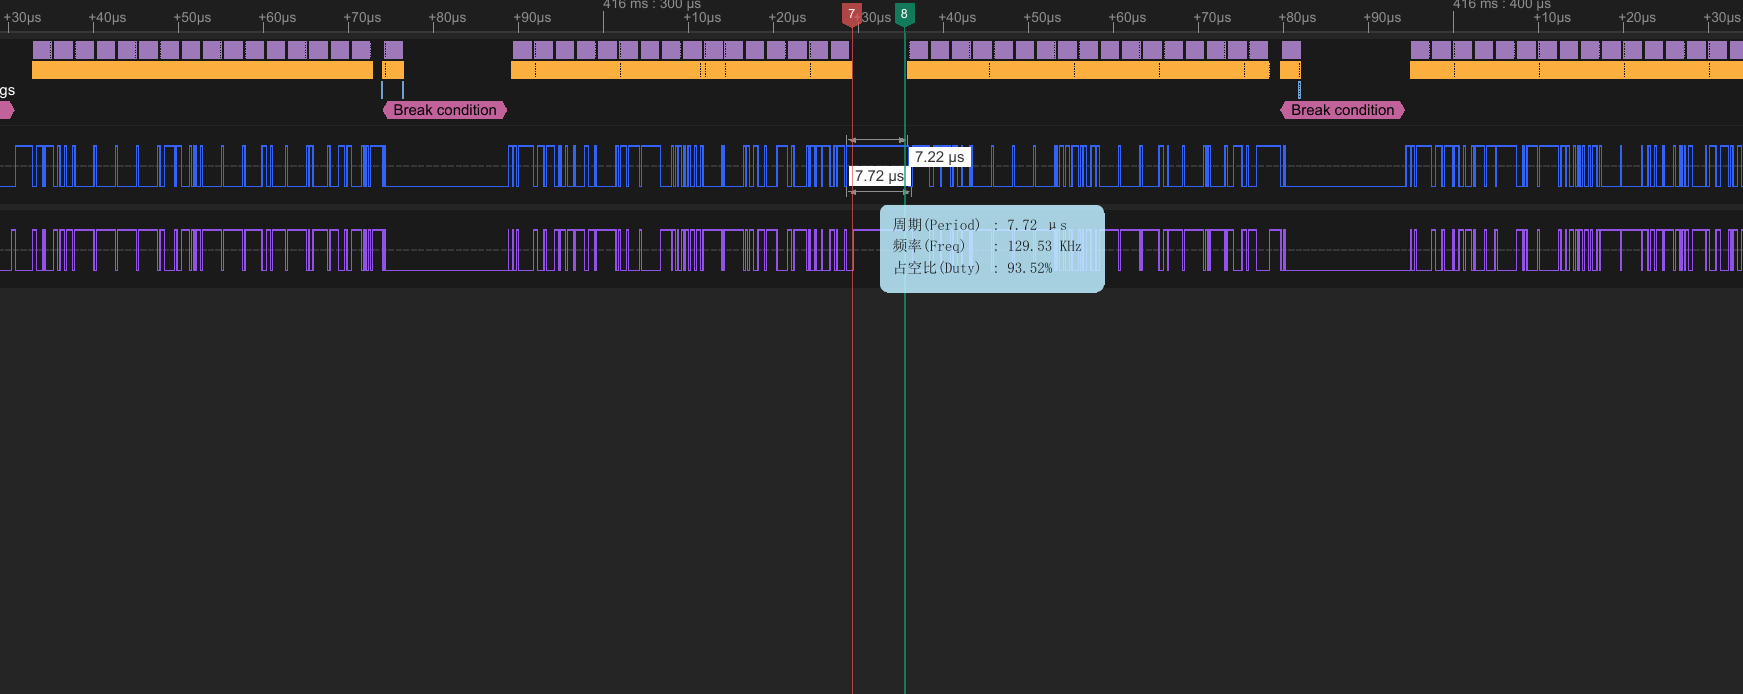 416 ms : 300 µs 416 ms : 400 µs
+30µs +40µs +50µs +60µs +70µs +80µs +90µs +10µs +20µs +30µs +40µs +50µs +60µs +70µs +80µs +90µs +10µs +20µs +30µs
7 8
gs
Break condition Break condition
7.22 µs
7.72 µs
周期(Period) : 7.72 μs
频率(Freq) : 129.53 KHz
占空比(Duty) : 93.52%